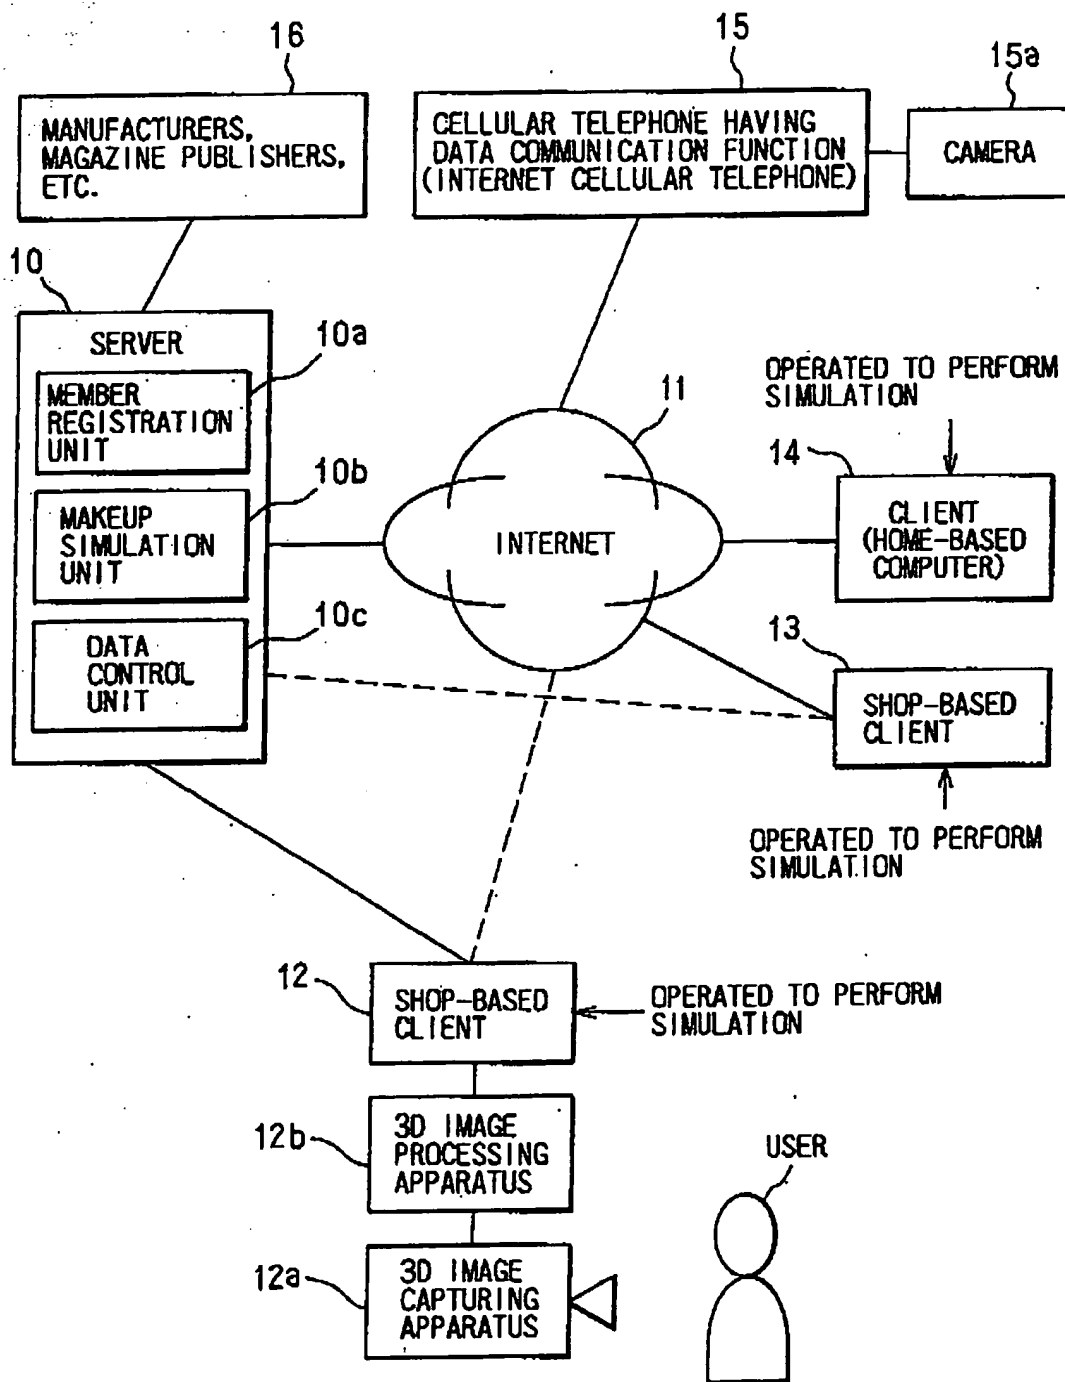 16
MANUFACTURERS,
MAGAZINE PUBLISHERS,
ETC.
15
CELLULAR TELEPHONE HAVING
DATA COMMUNICATION FUNCTION
(INTERNET CELLULAR TELEPHONE)
15a
CAMERA
10
SERVER
10a
MEMBER
REGISTRATION
UNIT
10b
MAKEUP
SIMULATION
UNIT
10c
DATA
CONTROL
UNIT
11
INTERNET
OPERATED TO PERFORM
SIMULATION
14
CLIENT
(HOME-BASED
COMPUTER)
13
SHOP-BASED
CLIENT
OPERATED TO PERFORM
SIMULATION
12
SHOP-BASED
CLIENT
OPERATED TO PERFORM
SIMULATION
12b
3D IMAGE
PROCESSING
APPARATUS
12a
3D IMAGE
CAPTURING
APPARATUS
USER